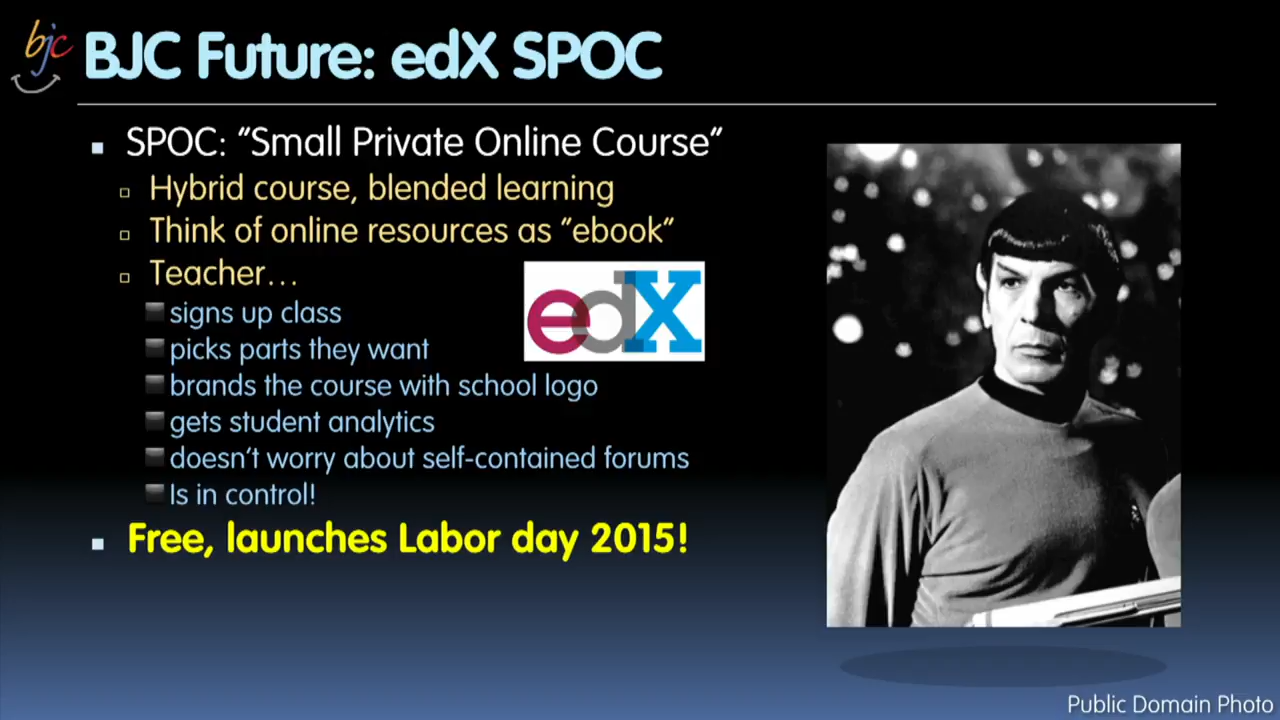 bjc
BJC Future: edX SPOC
SPOC: "Small Private Online Course"
Hybrid course, blended learning
Think of online resources as "ebook"
Teacher…
signs up class
picks parts they want
brands the course with school logo
gets student analytics
doesn't worry about self-contained forums
Is in control!
edX
Free, launches Labor day 2015!
Public Domain Photo